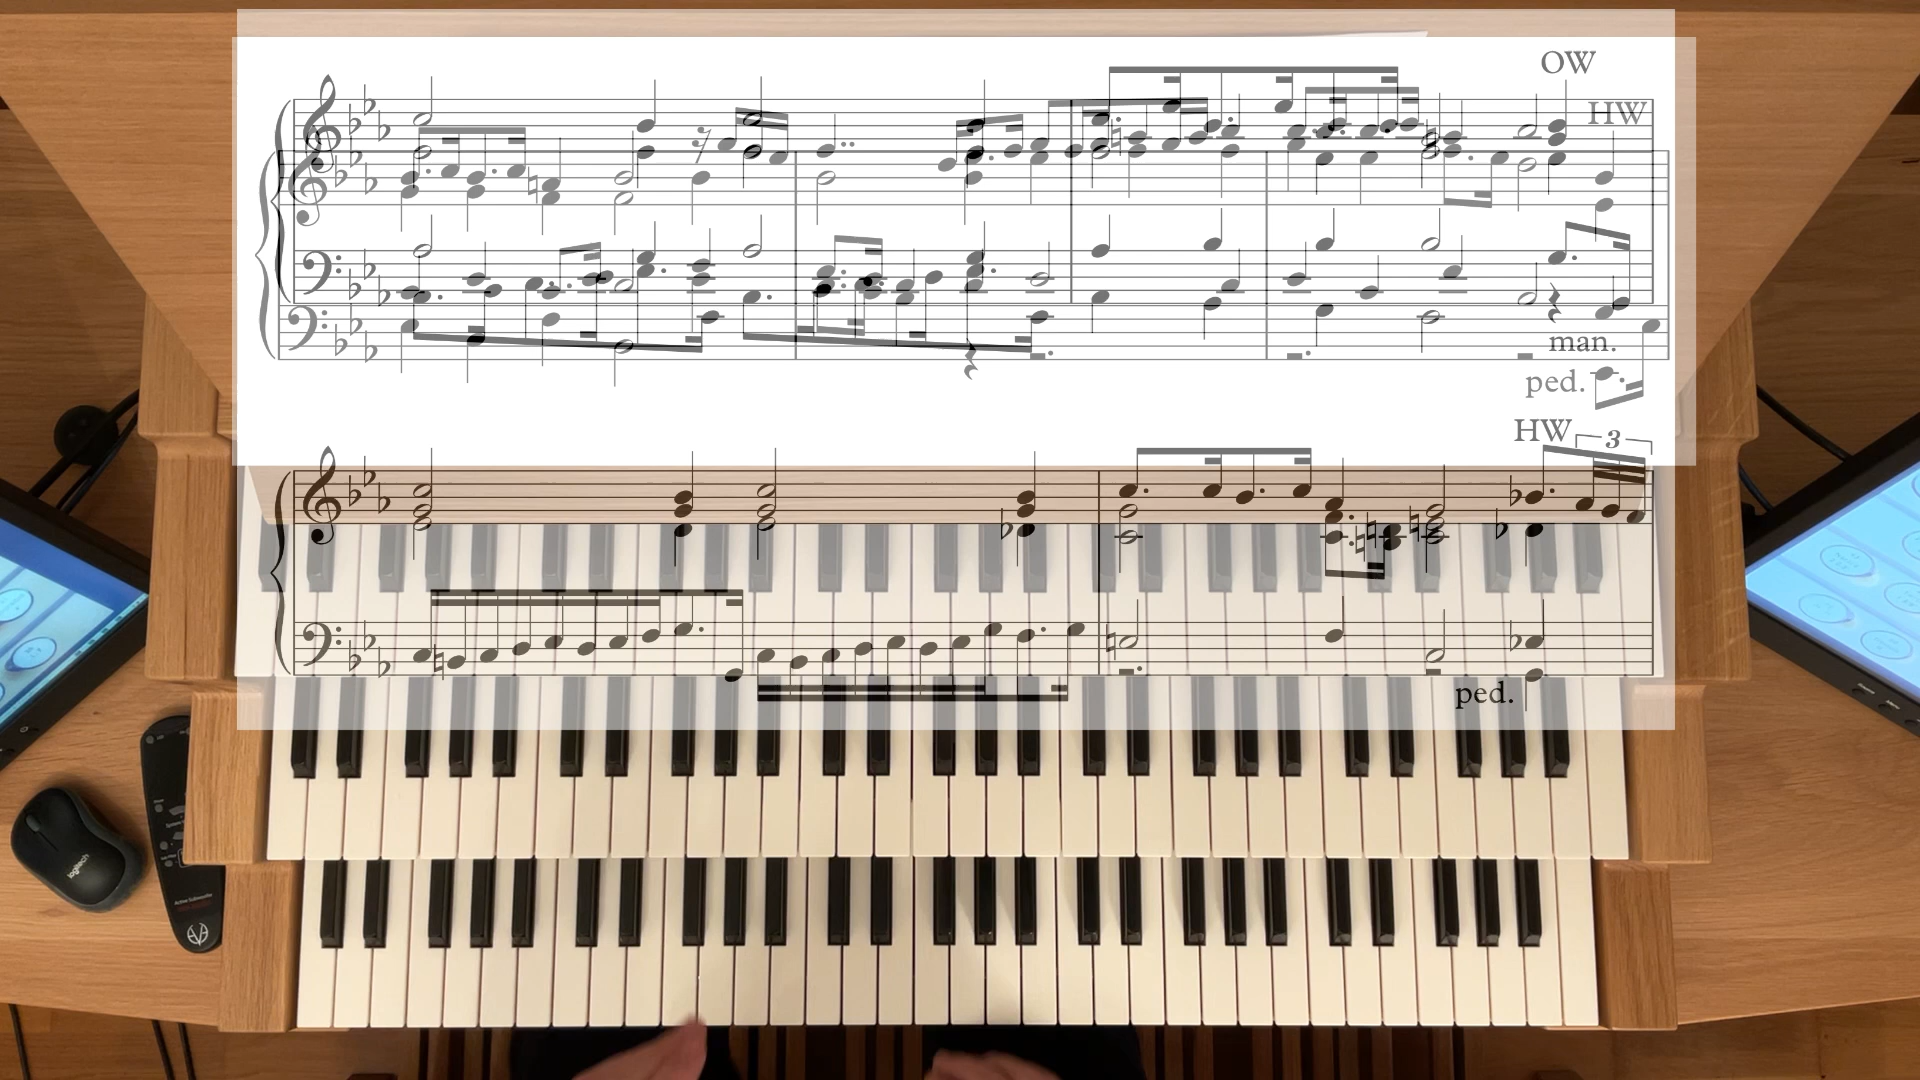 OW
HW
man.
ped.
HW 3
ped.
logitech